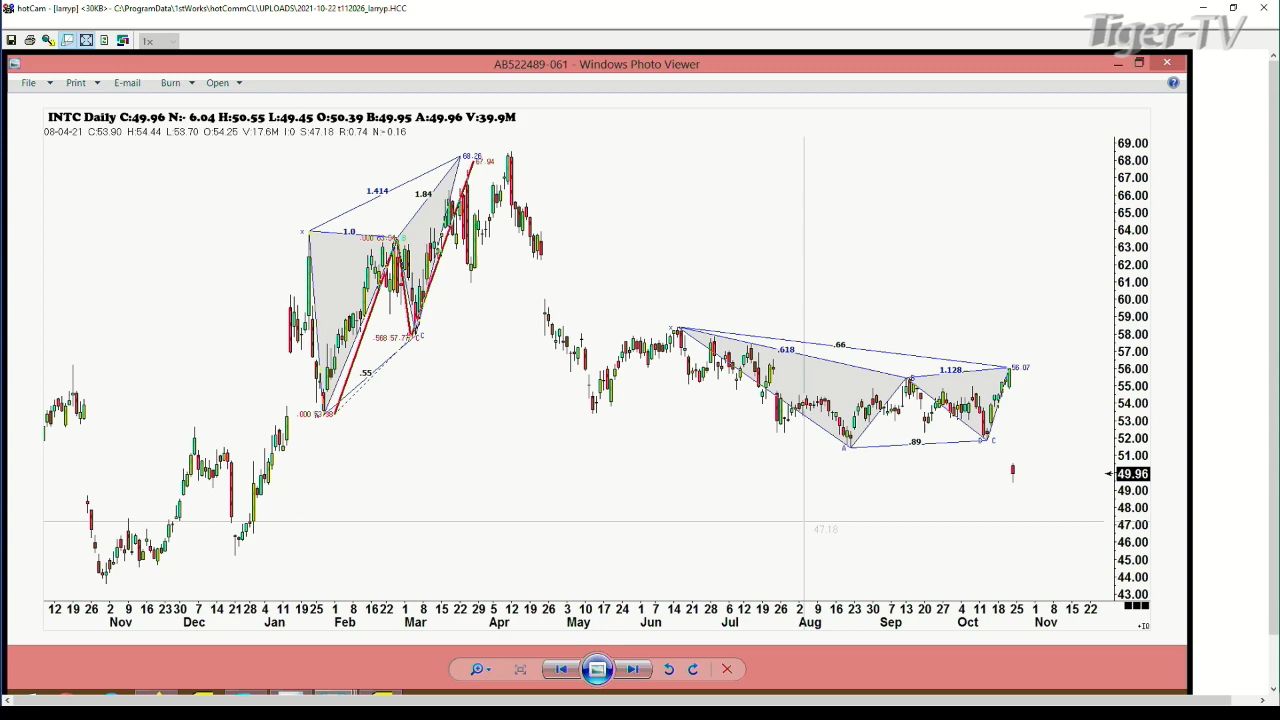 hotCam - [larryp] <30KB> - C:\ProgramData\1stWorks\hotCommCL\UPLOADS\2021-10-22 t112026_larryp.HCC
Tiger-TV
1x
AB522489-061 - Windows Photo Viewer
File Print E-mail Burn Open
INTC Daily C:49.96 N:- 6.04 H:50.55 L:49.45 O:50.39 B:49.95 A:49.96 V:39.9M
08-04-21 C:53.90 H:54.44 L:53.70 O:54.25 V:17.6M I:0 S:47.18 R:0.74 N:-0.16
69.00
68.00
67.00
66.00
65.00
64.00
63.00
62.00
61.00
60.00
59.00
58.00
57.00
56.00
55.00
54.00
53.00
52.00
51.00
49.96
49.00
48.00
47.00
46.00
45.00
44.00
43.00
68.26
67.94
1.414
1.84
x
1.0
.55
C
x
.618
.66
1.128
56.07
B
.89
A
C
47.18
12 19 26 2 9 16 23 30 7 14 21 28 4 11 19 25 1 8 16 22 1 8 15 22 29 5 12 19 26 3 10 17 24 1 7 14 21 28 6 12 19 26 2 9 16 23 30 7 13 20 27 4 11 18 25 1 8 15 22
Nov Dec Jan Feb Mar Apr May Jun Jul Aug Sep Oct Nov